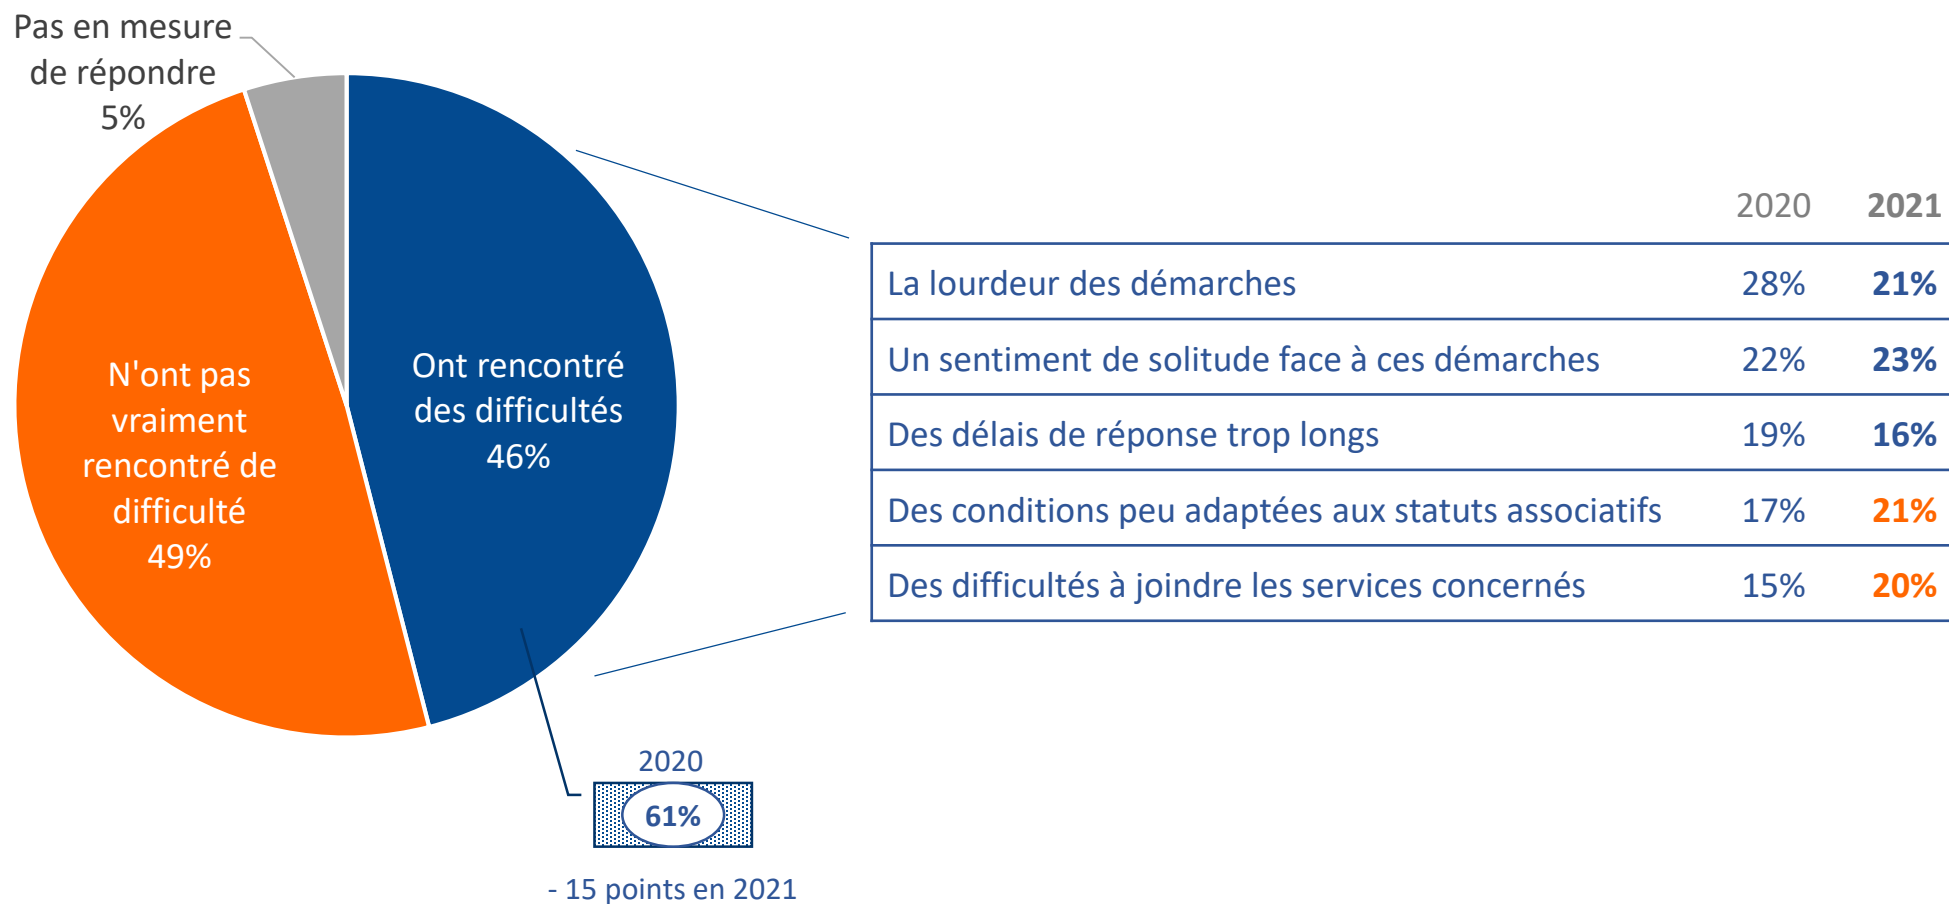 Pas en mesure
de répondre
5%
N'ont pas
vraiment
rencontré de
difficulté
49%
Ont rencontré
des difficultés
46%
2020 2021
La lourdeur des démarches 28% 21%
Un sentiment de solitude face à ces démarches 22% 23%
Des délais de réponse trop longs 19% 16%
Des conditions peu adaptées aux statuts associatifs 17% 21%
Des difficultés à joindre les services concernés 15% 20%
2020
61%
- 15 points en 2021